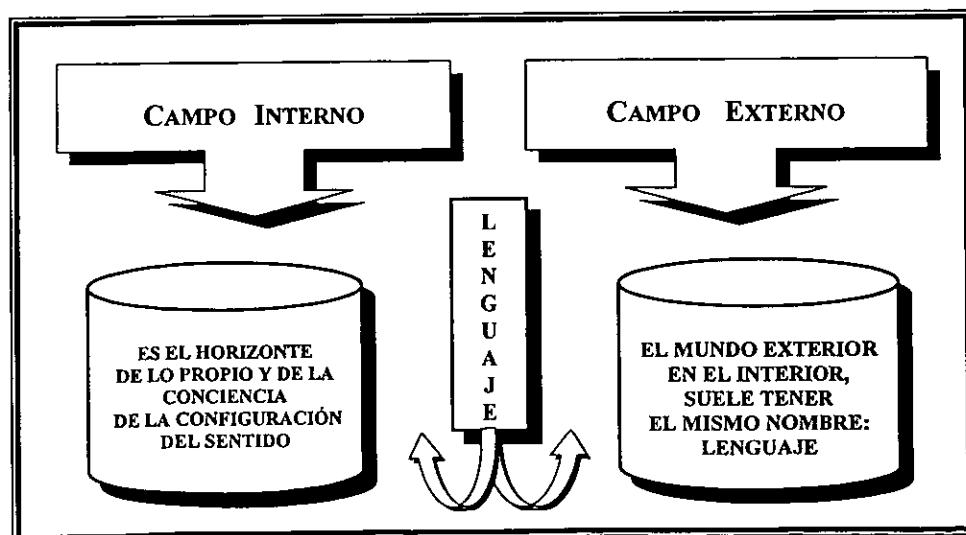 CAMPO INTERNO
CAMPO EXTERNO
LENGUAJE
ES EL HORIZONTE
DE LO PROPIO Y DE LA
CONCIENCIA
DE LA CONFIGURACIÓN
DEL SENTIDO
EL MUNDO EXTERIOR
EN EL INTERIOR,
SUELE TENER
EL MISMO NOMBRE:
LENGUAJE